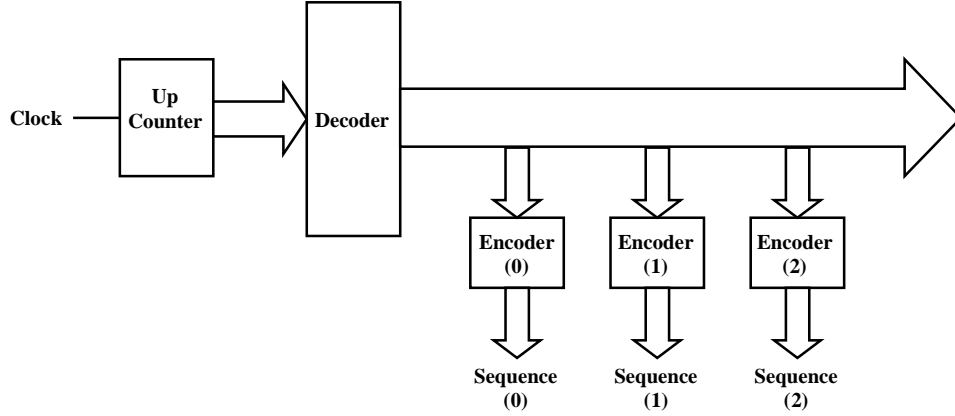 Clock
Up
Counter
Decoder
Encoder
(0)
Encoder
(1)
Encoder
(2)
Sequence
(0)
Sequence
(1)
Sequence
(2)